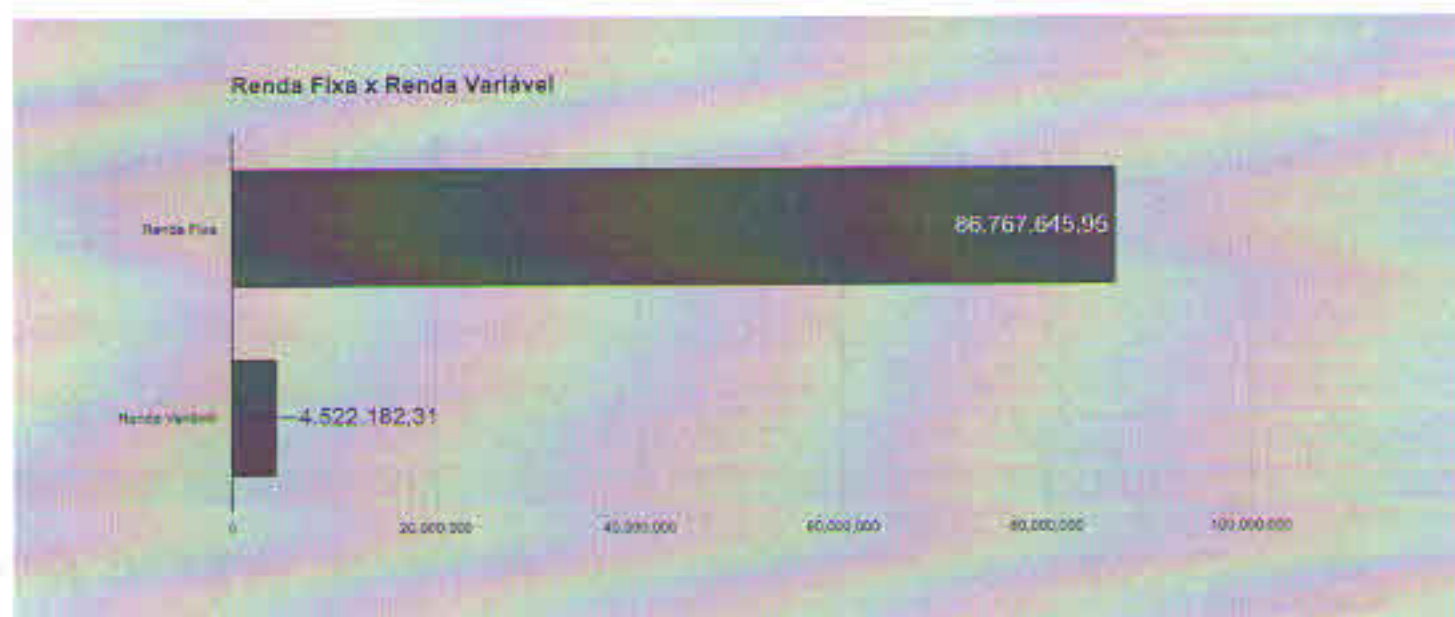 Renda Fixa x Renda Variável
Renda Fixa
86.767.645,95
Renda Variável
4.522.182,31
0
20.000.000
40.000.000
60.000.000
80.000.000
100.000.000